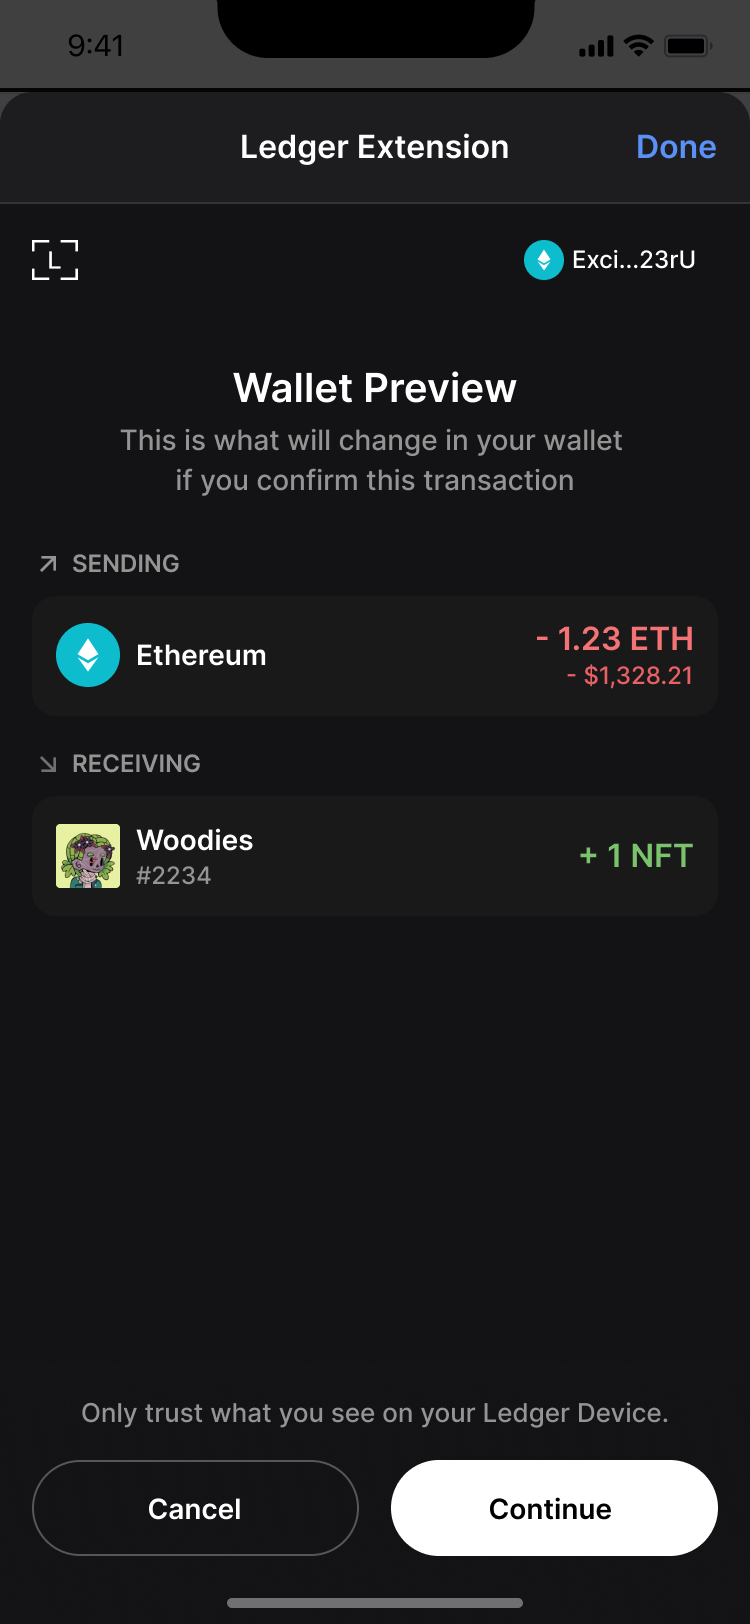 9:41
Ledger Extension
Done
Exci...23rU
Wallet Preview
This is what will change in your wallet
if you confirm this transaction
SENDING
Ethereum
- 1.23 ETH
- $1,328.21
RECEIVING
Woodies
#2234
+ 1 NFT
Only trust what you see on your Ledger Device.
Cancel
Continue